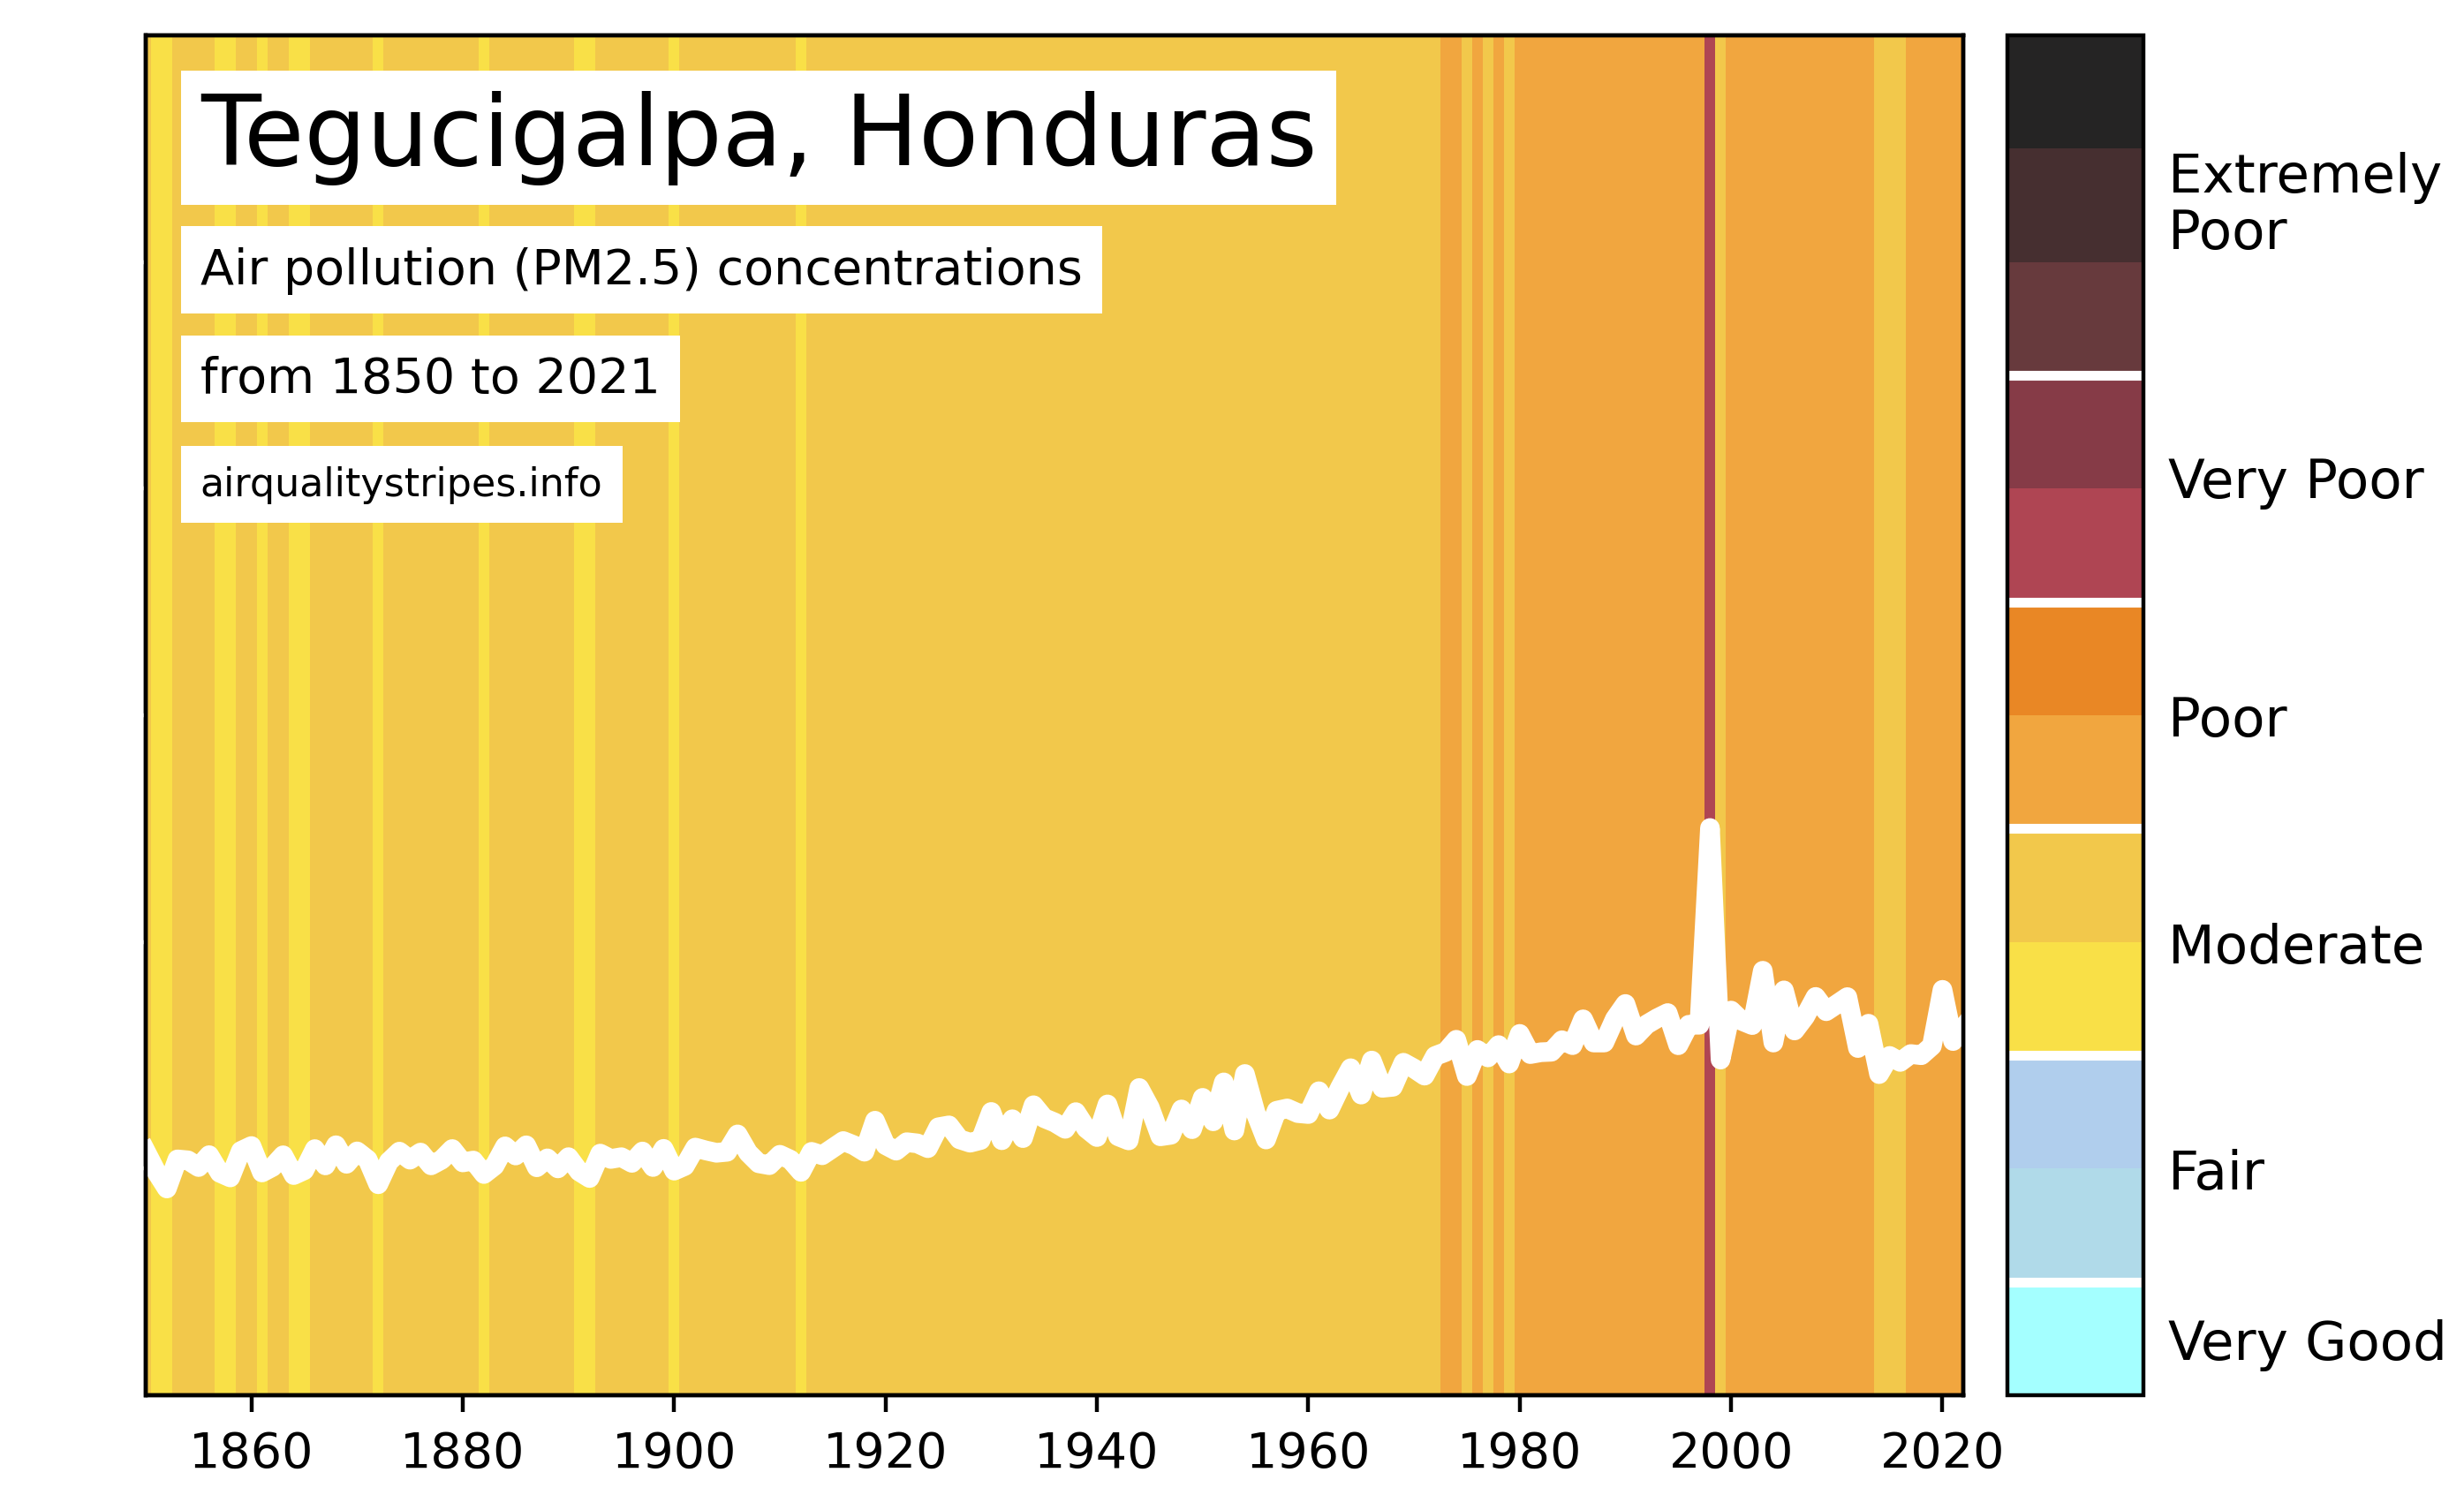 Tegucigalpa, Honduras
Air pollution (PM2.5) concentrations
from 1850 to 2021
airqualitystripes.info
Extremely
Poor
Very Poor
Poor
Moderate
Fair
Very Good
1860 1880 1900 1920 1940 1960 1980 2000 2020